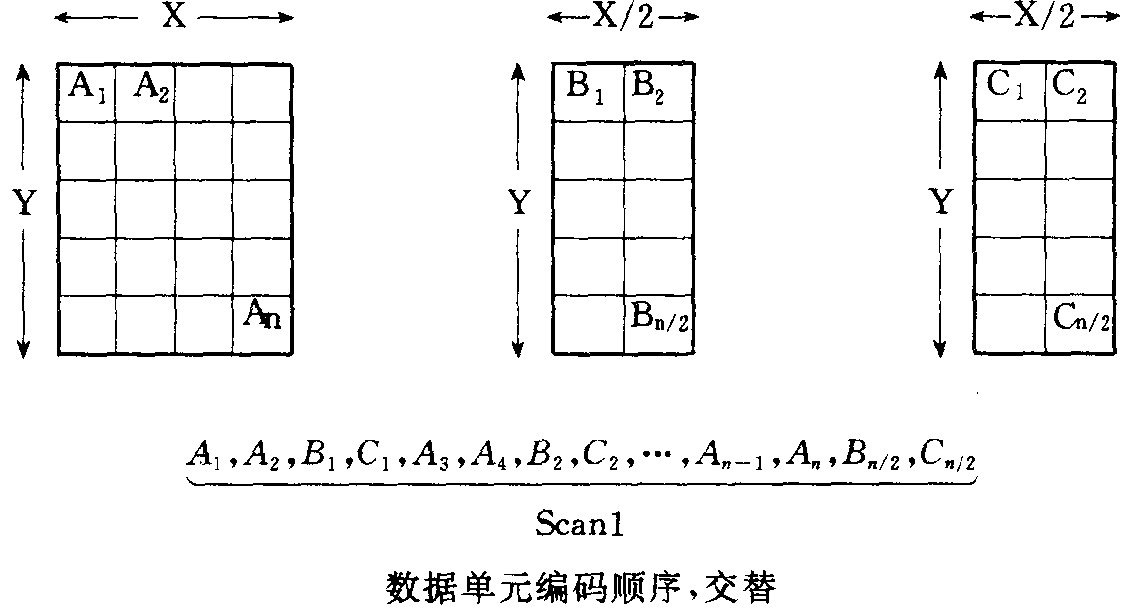 X X/2 X/2
A₁ A₂ B₁ B₂ C₁ C₂
Y Y Y
Aₙ Bₙ/₂ Cₙ/₂
A₁,A₂,B₁,C₁,A₃,A₄,B₂,C₂,⋯,Aₙ₋₁,Aₙ,Bₙ/₂,Cₙ/₂
Scan1
数据单元编码顺序,交替